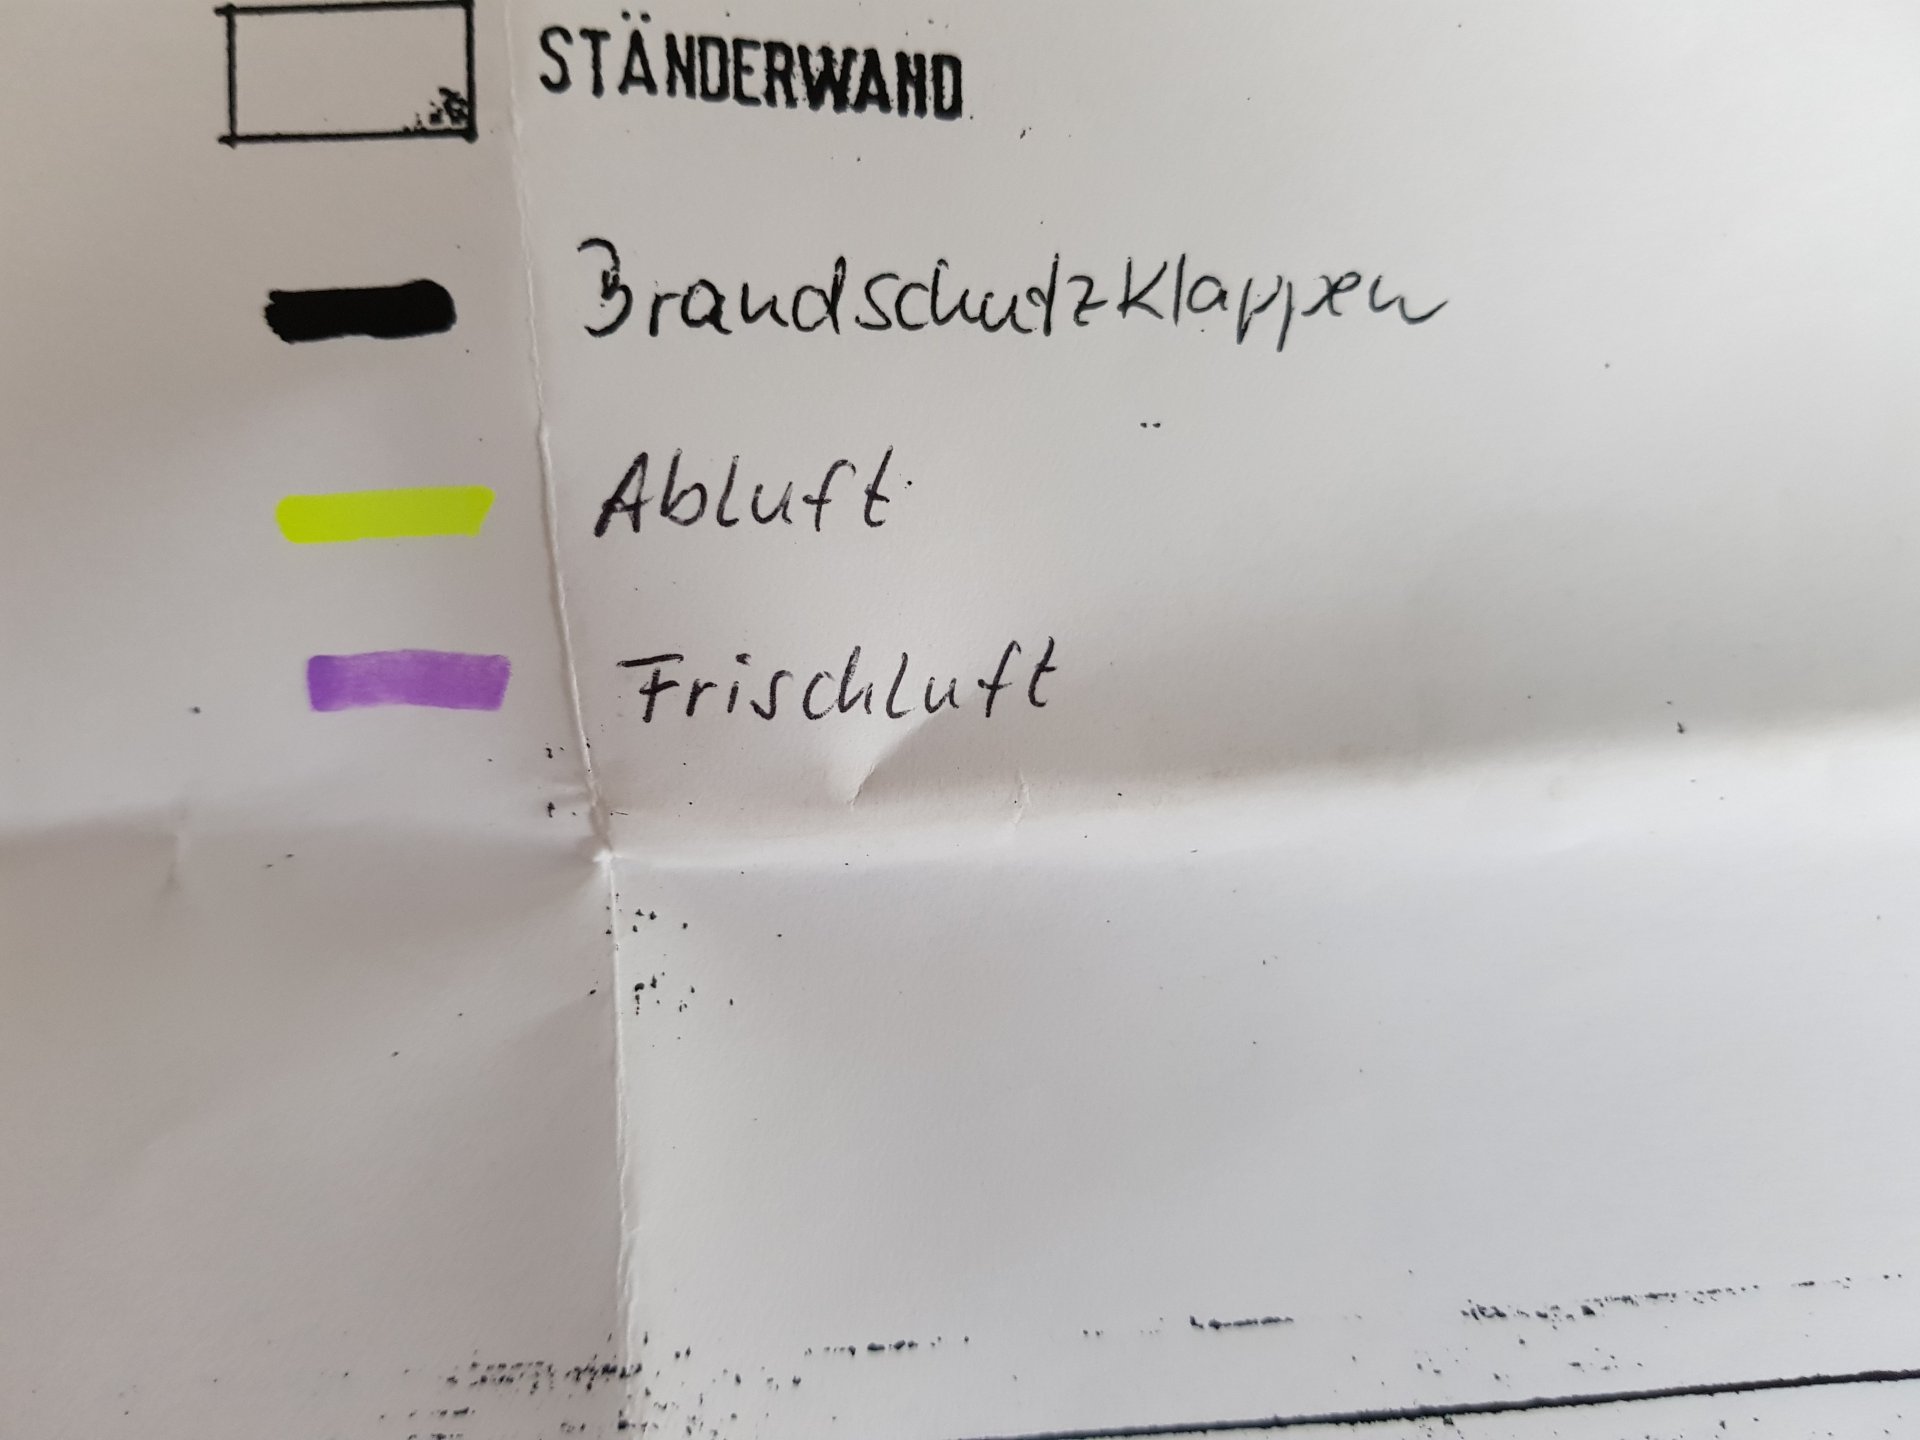 STÄNDERWAND
Brandschutzklappen
Abluft
Frischluft